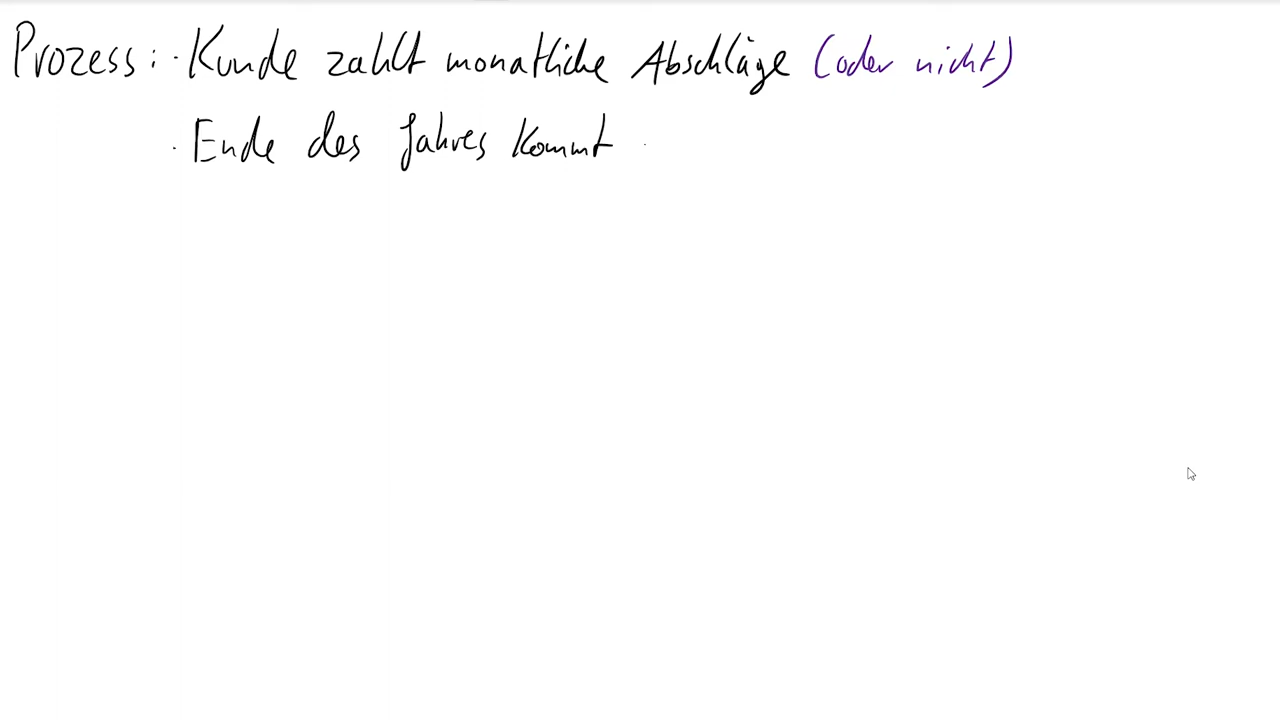 Prozess: · Kunde zahlt monatliche Abschläge (oder nicht)
· Ende des Jahres kommt